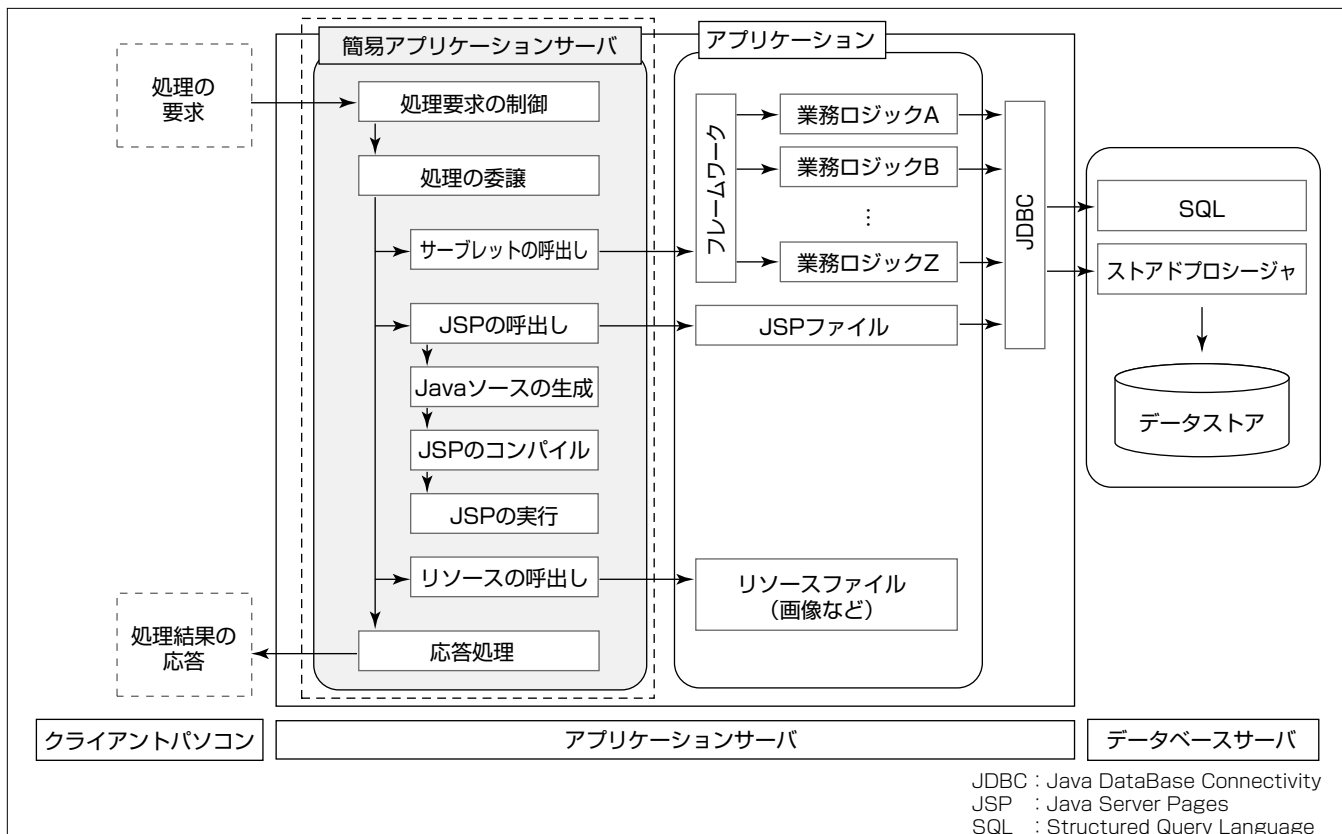 簡易アプリケーションサーバ
アプリケーション
処理の
要求
処理要求の制御
処理の委譲
サーブレットの呼出し
JSPの呼出し
Javaソースの生成
JSPのコンパイル
JSPの実行
リソースの呼出し
応答処理
処理結果の
応答
フレームワーク
業務ロジックA
業務ロジックB
⋮
業務ロジックZ
JSPファイル
リソースファイル
（画像など）
JDBC
SQL
ストアドプロシージャ
データストア
クライアントパソコン
アプリケーションサーバ
データベースサーバ
JDBC：Java DataBase Connectivity
JSP ：Java Server Pages
SQL ：Structured Query Language